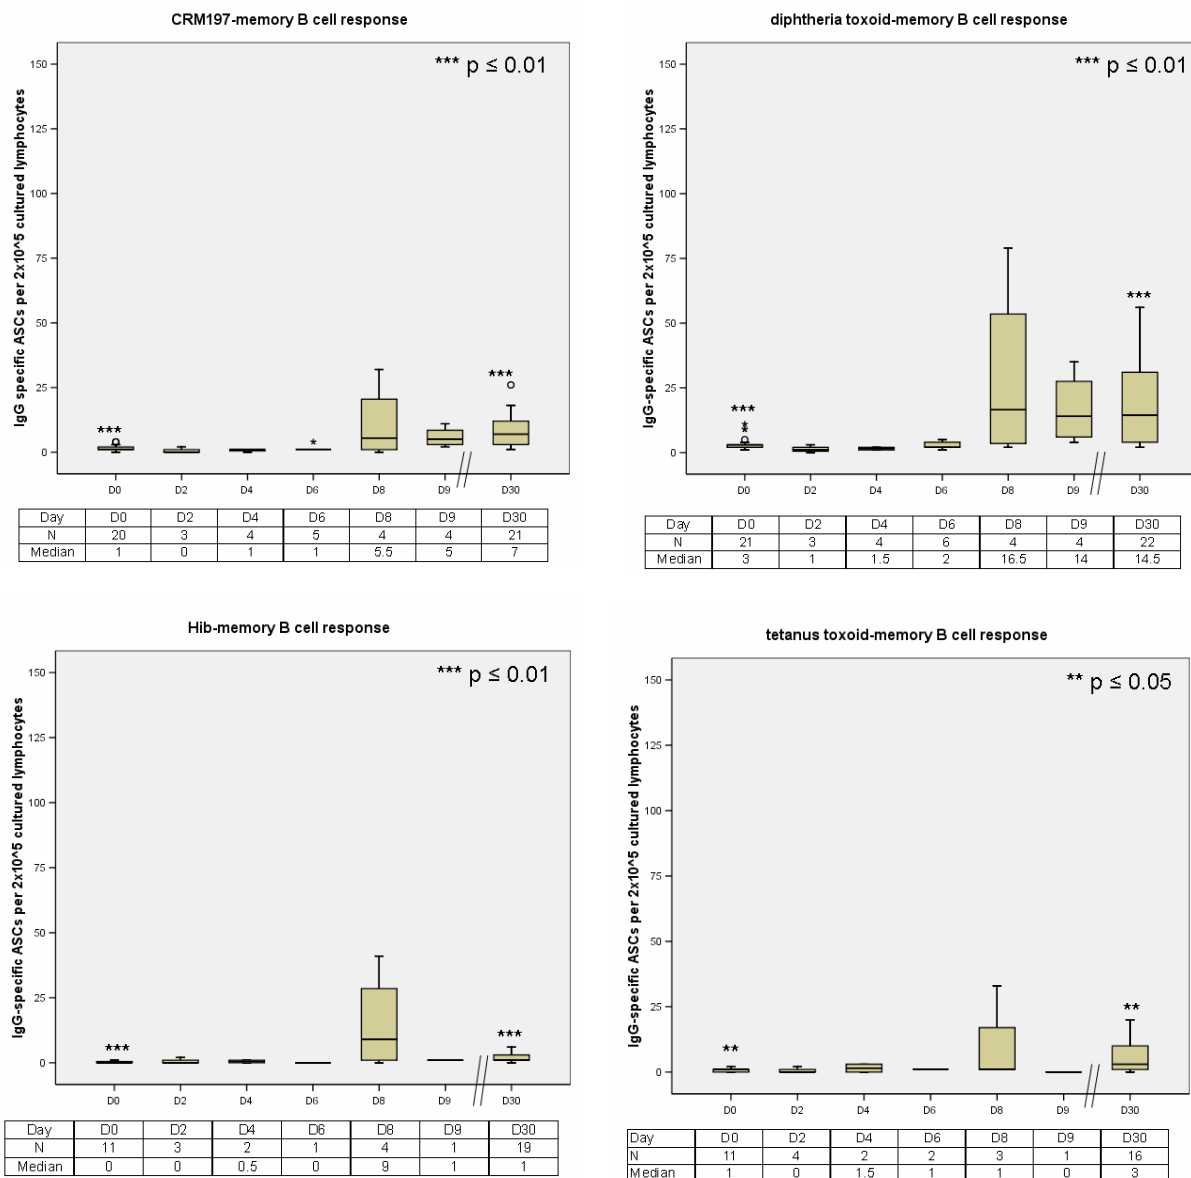 CRM197-memory B cell response
*** p ≤ 0.01
IgG specific ASCs per 2x10^5 cultured lymphocytes
150
125
100
75
50
25
0
***
***
*
D0 D2 D4 D6 D8 D9 D30
Day D0 D2 D4 D6 D8 D9 D30
N 20 3 4 5 4 4 21
Median 1 0 1 1 5.5 5 7
diphtheria toxoid-memory B cell response
*** p ≤ 0.01
IgG-specific ASCs per 2x10^5 cultured lymphocytes
150
125
100
75
50
25
0
***
***
D0 D2 D4 D6 D8 D9 D30
Day D0 D2 D4 D6 D8 D9 D30
N 21 3 4 6 4 4 22
Median 3 1 1.5 2 16.5 14 14.5
Hib-memory B cell response
*** p ≤ 0.01
IgG-specific ASCs per 2x10^5 cultured lymphocytes
150
125
100
75
50
25
0
***
***
D0 D2 D4 D6 D8 D9 D30
Day D0 D2 D4 D6 D8 D9 D30
N 11 3 2 1 4 1 19
Median 0 0 0.5 0 9 1 1
tetanus toxoid-memory B cell response
** p ≤ 0.05
IgG-specific ASCs per 2x10^5 cultured lymphocytes
150
125
100
75
50
25
0
**
**
D0 D2 D4 D6 D8 D9 D30
Day D0 D2 D4 D6 D8 D9 D30
N 11 4 2 2 3 1 16
Median 1 0 1.5 1 1 0 3